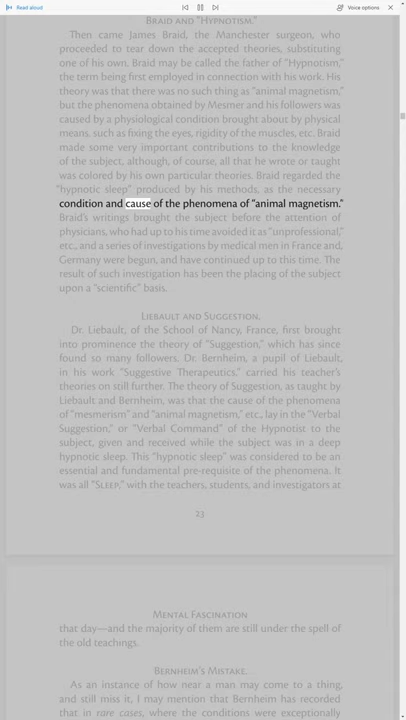 Read aloud
Voice options
BRAID AND "HYPNOTISM."
Then came James Braid, the Manchester surgeon, who
proceeded to tear down the accepted theories, substituting
one of his own. Braid may be called the father of "Hypnotism,"
the term being first employed in connection with his work. His
theory was that there was no such thing as "animal magnetism,"
but the phenomena obtained by Mesmer and his followers was
caused by a physiological condition brought about by physical
means, such as fixing the eyes, rigidity of the muscles, etc. Braid
made some very important contributions to the knowledge
of the subject, although, of course, all that he wrote or taught
was colored by his own particular theories. Braid regarded the
"hypnotic sleep" produced by his methods, as the necessary
condition and cause of the phenomena of "animal magnetism."
Braid's writings brought the subject before the attention of
physicians, who had up to his time avoided it as "unprofessional,"
etc., and a series of investigations by medical men in France and,
Germany were begun, and have continued up to this time. The
result of such investigation has been the placing of the subject
upon a "scientific" basis.
LIEBAULT AND SUGGESTION.
Dr. Liebault, of the School of Nancy, France, first brought
into prominence the theory of "Suggestion," which has since
found so many followers. Dr. Bernheim, a pupil of Liebault,
in his work "Suggestive Therapeutics," carried his teacher's
theories on still further. The theory of Suggestion, as taught by
Liebault and Bernheim, was that the cause of the phenomena
of "mesmerism" and "animal magnetism," etc., lay in the "Verbal
Suggestion," or "Verbal Command" of the Hypnotist to the
subject, given and received while the subject was in a deep
hypnotic sleep. This "hypnotic sleep" was considered to be an
essential and fundamental pre-requisite of the phenomena. It
was all "SLEEP," with the teachers, students, and investigators at
23
MENTAL FASCINATION
that day—and the majority of them are still under the spell of
the old teachings.
BERNHEIM'S MISTAKE.
As an instance of how near a man may come to a thing,
and still miss it, I may mention that Bernheim has recorded
that in rare cases, where the conditions were exceptionally